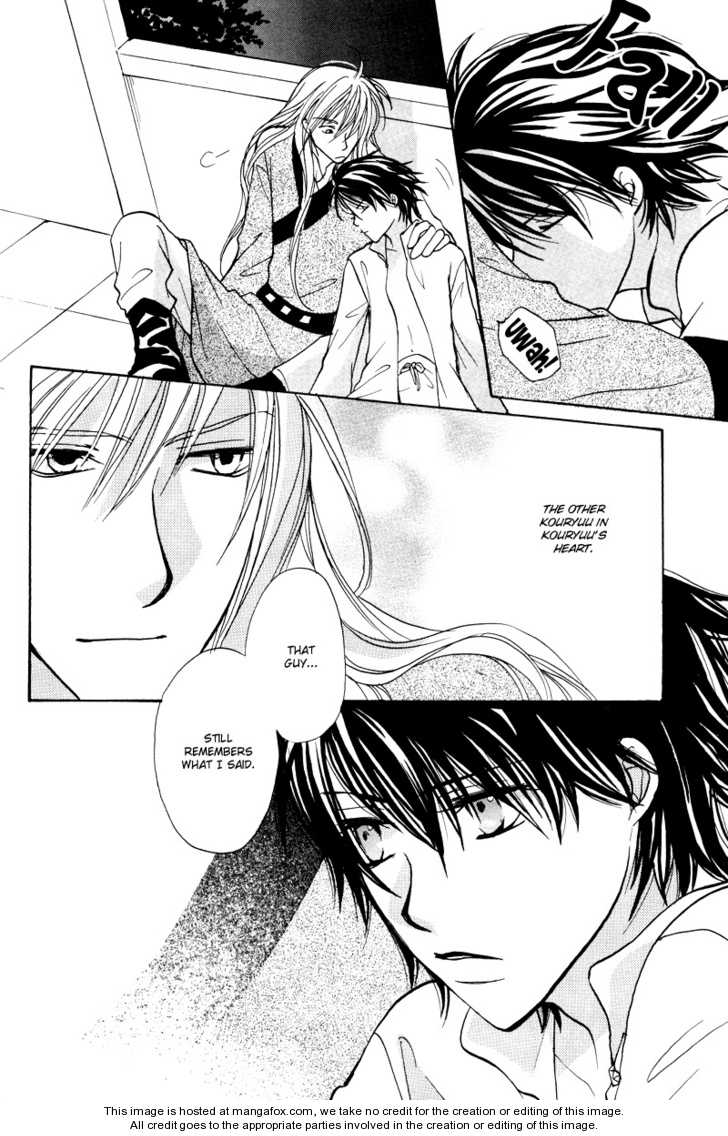 Fall
UWAH!
THE OTHER
KOURYUU IN
KOURYUU'S
HEART.
THAT
GUY...
STILL
REMEMBERS
WHAT I SAID.
This image is hosted at mangafox.com, we take no credit for the creation or editing of this image.
All credit goes to the appropriate parties involved in the creation or editing of this image.